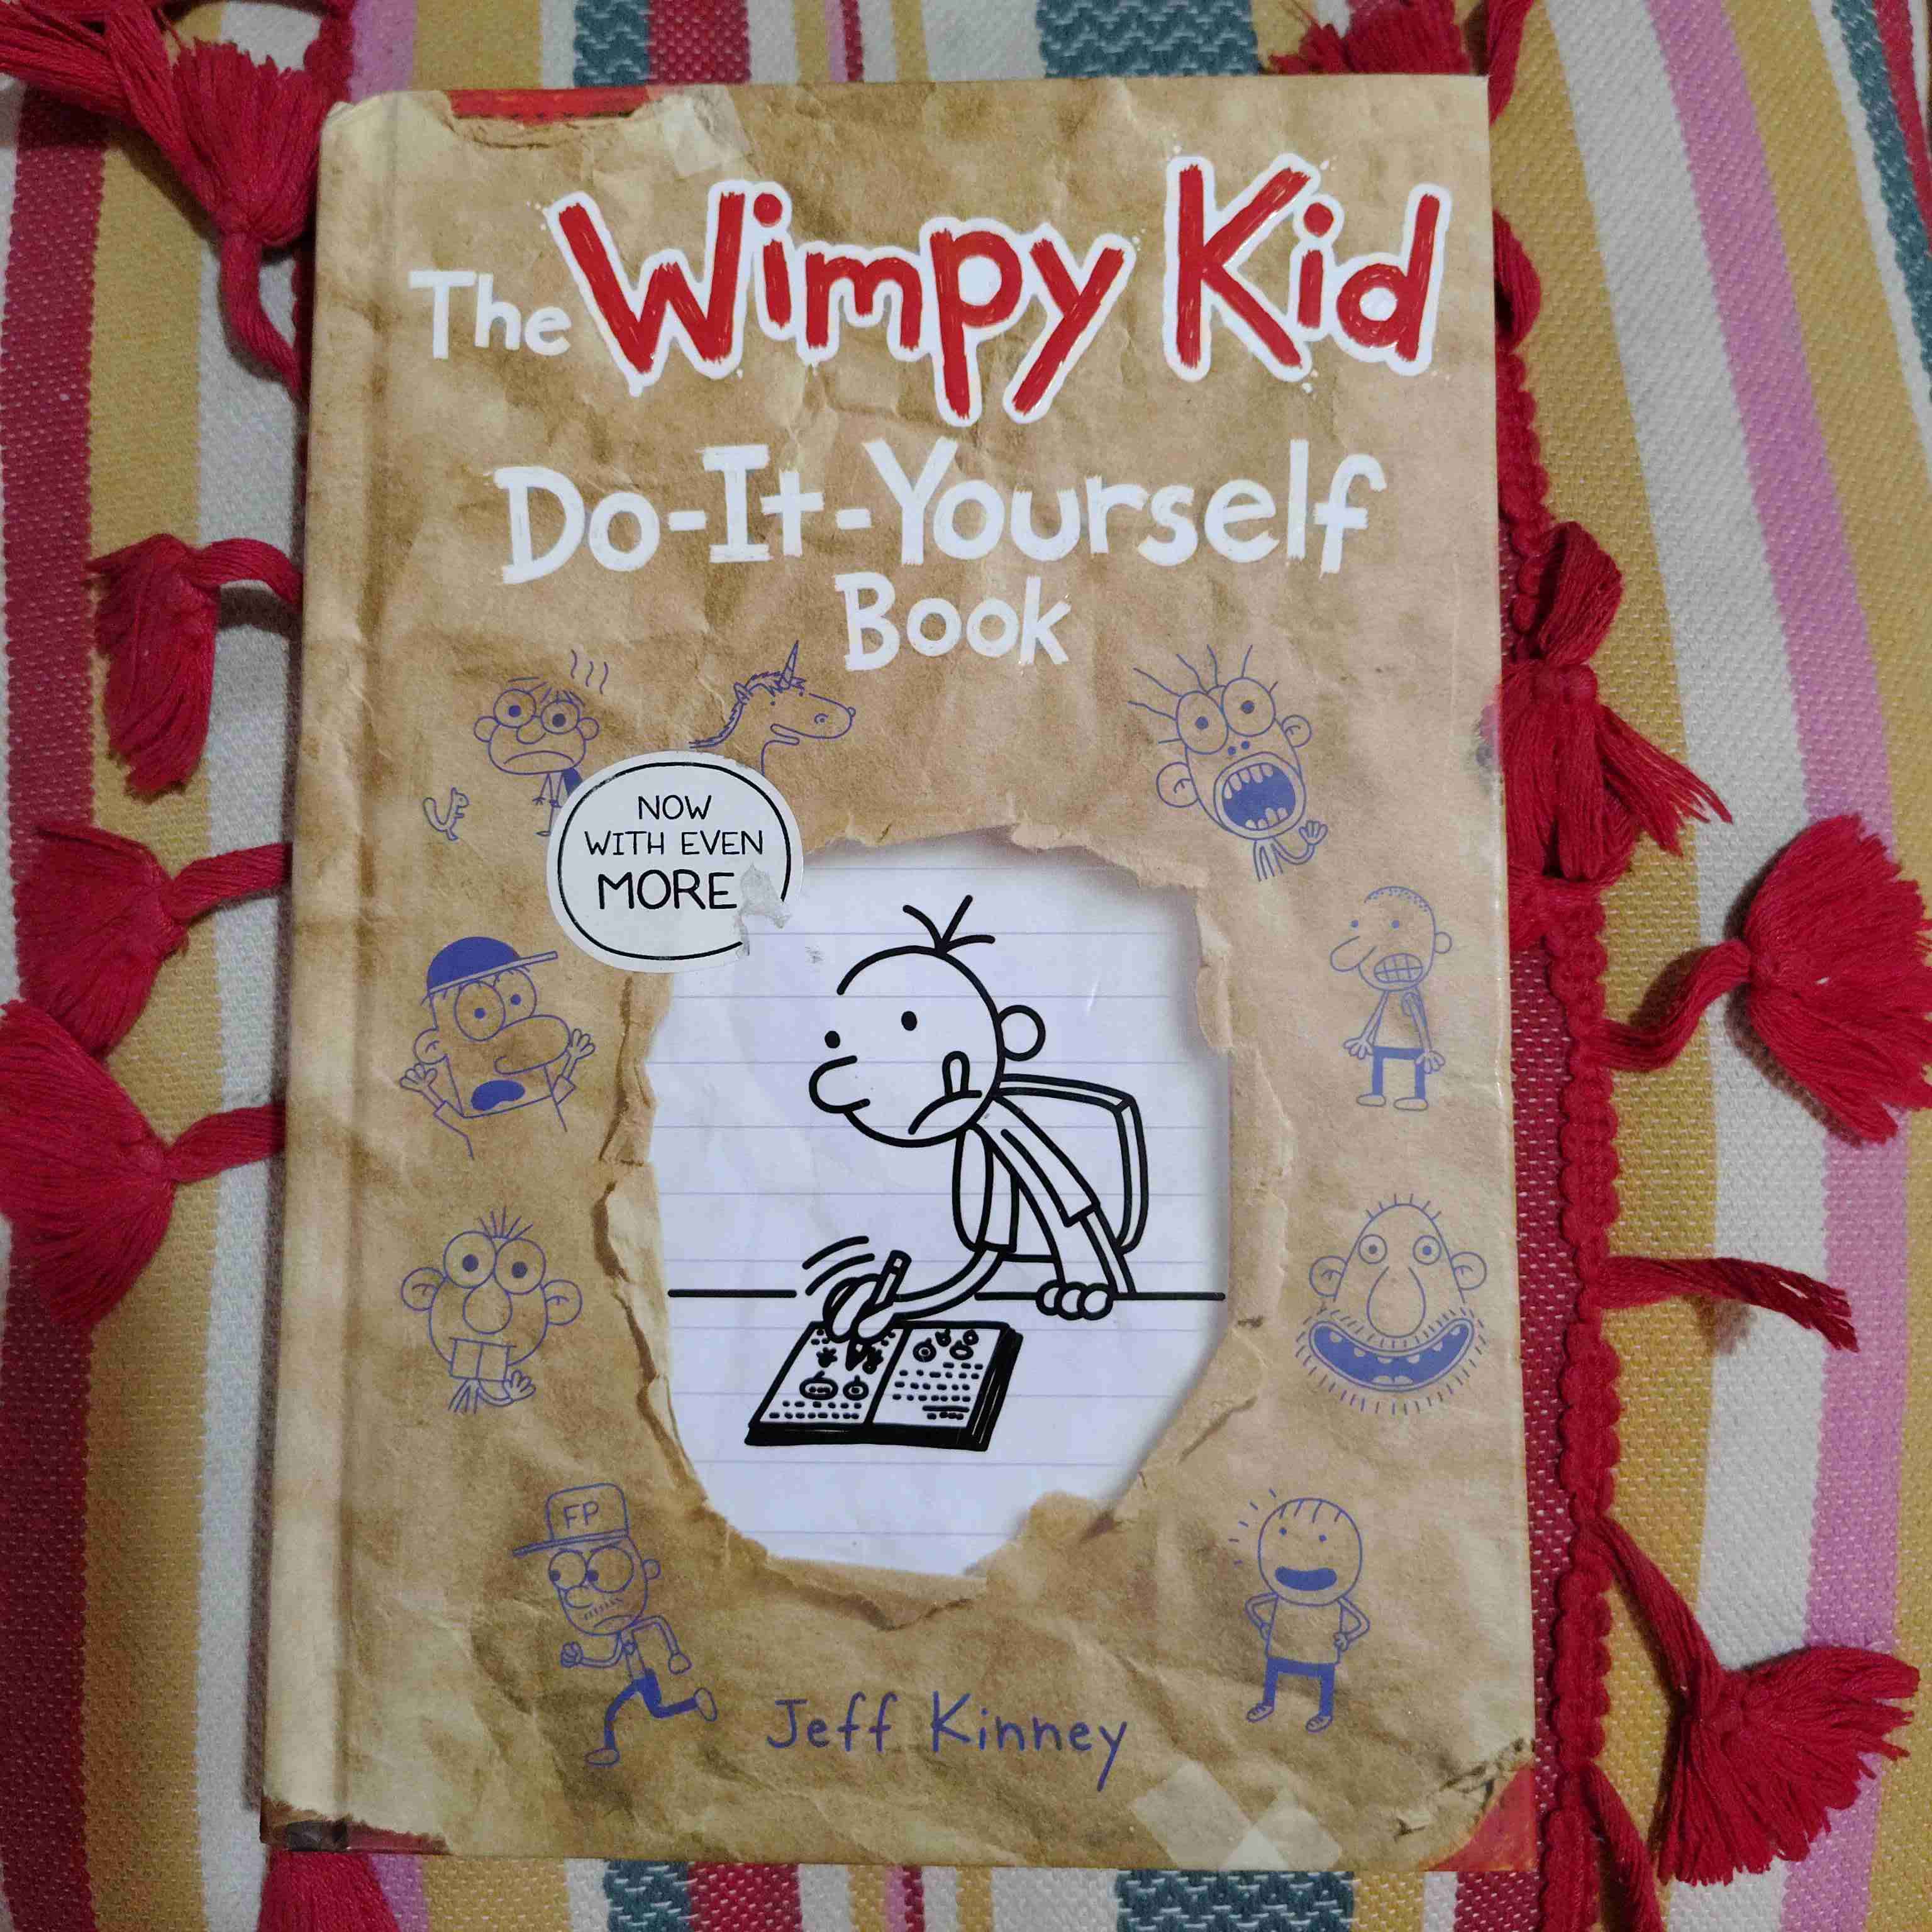 The Wimpy Kid
Do-It-Yourself
Book
NOW
WITH EVEN
MORE
FP
Jeff Kinney